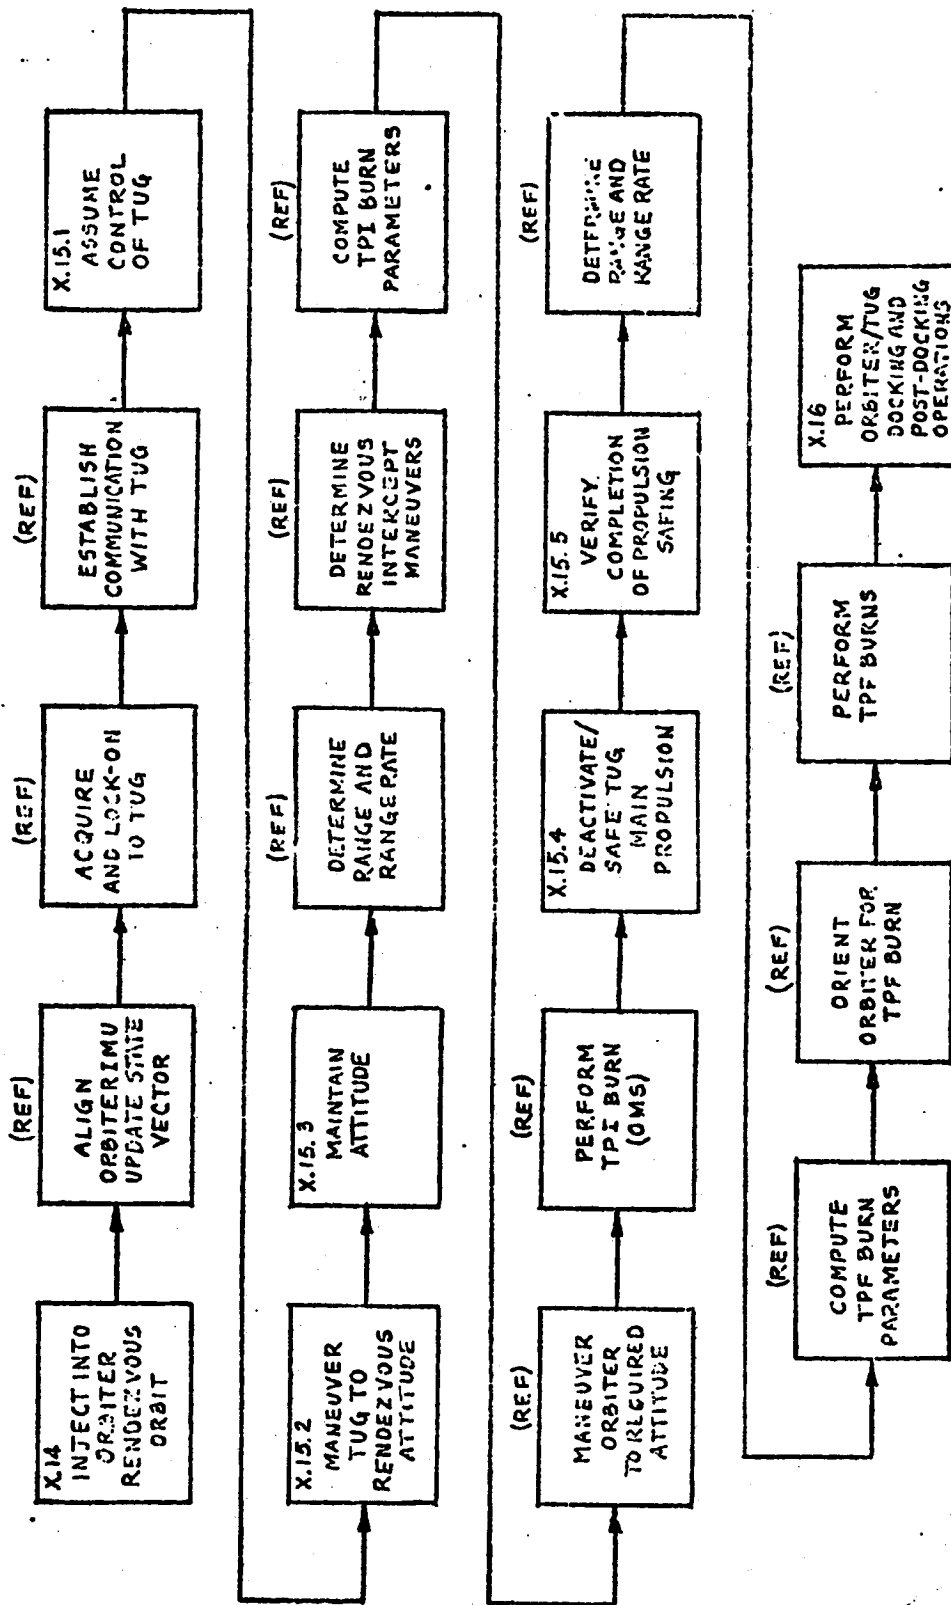 X.14
INJECT INTO
ORBITER
RENDEZVOUS
ORBIT
(REF)
ALIGN
ORBITER IMU
UPDATE STATE
VECTOR
(REF)
ACQUIRE
AND LOCK-ON
TO TUG
(REF)
ESTABLISH
COMMUNICATION
WITH TUG
X.15.1
ASSUME
CONTROL
OF TUG
X.15.2
MANEUVER
TUG TO
RENDEZVOUS
ATTITUDE
X.15.3
MAINTAIN
ATTITUDE
(REF)
DETERMINE
RANGE AND
RANGE RATE
(REF)
DETERMINE
RENDEZVOUS
INTERCEPT
MANEUVERS
(REF)
COMPUTE
TPI BURN
PARAMETERS
(REF)
MANEUVER
ORBITER
TO REQUIRED
ATTITUDE
(REF)
PERFORM
TPI BURN
(OMS)
X.15.4
DEACTIVATE/
SAFE TUG
MAIN
PROPULSION
X.15.5
VERIFY
COMPLETION
OF PROPULSION
SAFING
(REF)
DETERMINE
RANGE AND
RANGE RATE
(REF)
COMPUTE
TPF BURN
PARAMETERS
(REF)
ORIENT
ORBITER FOR
TPF BURN
(REF)
PERFORM
TPF BURNS
X.16
PERFORM
ORBITER/TUG
DOCKING AND
POST-DOCKING
OPERATIONS